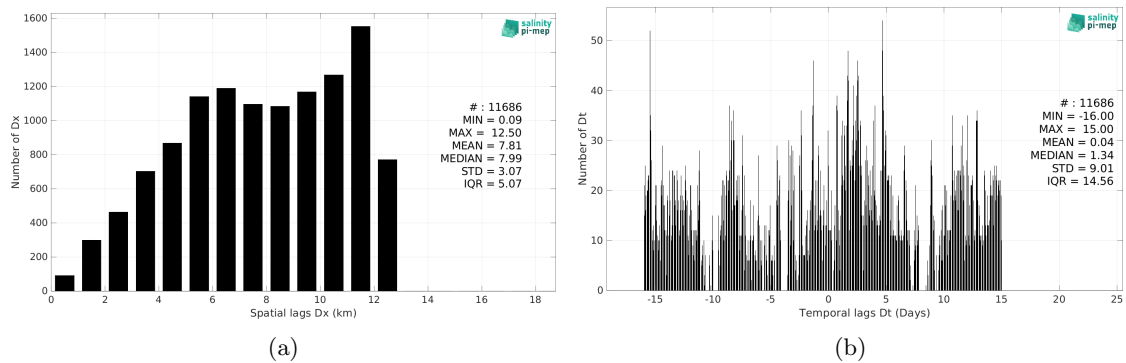 1600
1400
1200
1000
800
600
400
200
0
Number of Dx
0 2 4 6 8 10 12 14 16 18
Spatial lags Dx (km)
salinity
pi-mep
# : 11686
MIN = 0.09
MAX = 12.50
MEAN = 7.81
MEDIAN = 7.99
STD = 3.07
IQR = 5.07
(a)
50
40
30
20
10
0
Number of Dt
-15 -10 -5 0 5 10 15 20 25
Temporal lags Dt (Days)
salinity
pi-mep
# : 11686
MIN = -16.00
MAX = 15.00
MEAN = 0.04
MEDIAN = 1.34
STD = 9.01
IQR = 14.56
(b)